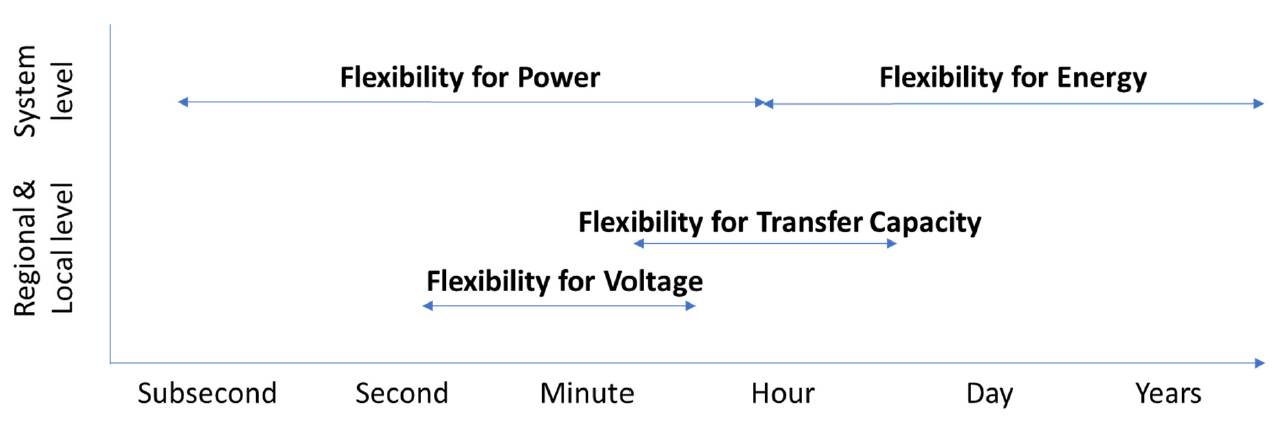 System
level
Flexibility for Power
Flexibility for Energy
Regional &
Local level
Flexibility for Transfer Capacity
Flexibility for Voltage
Subsecond
Second
Minute
Hour
Day
Years